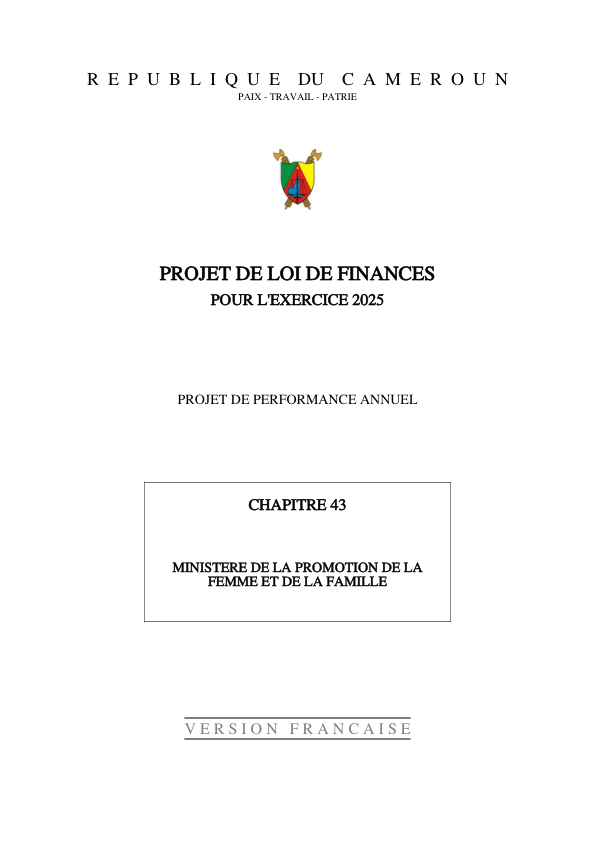 REPUBLIQUE DU CAMEROUN
PAIX - TRAVAIL - PATRIE
PROJET DE LOI DE FINANCES
POUR L'EXERCICE 2025
PROJET DE PERFORMANCE ANNUEL
CHAPITRE 43
MINISTERE DE LA PROMOTION DE LA
FEMME ET DE LA FAMILLE
VERSION FRANCAISE